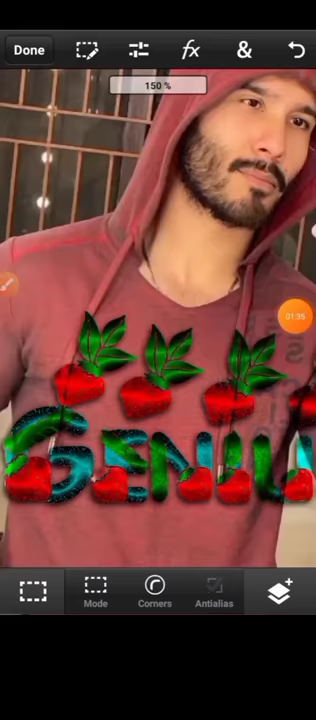 Done
fx
&
150 %
01:35
GENIU
Mode
Corners
Antialias